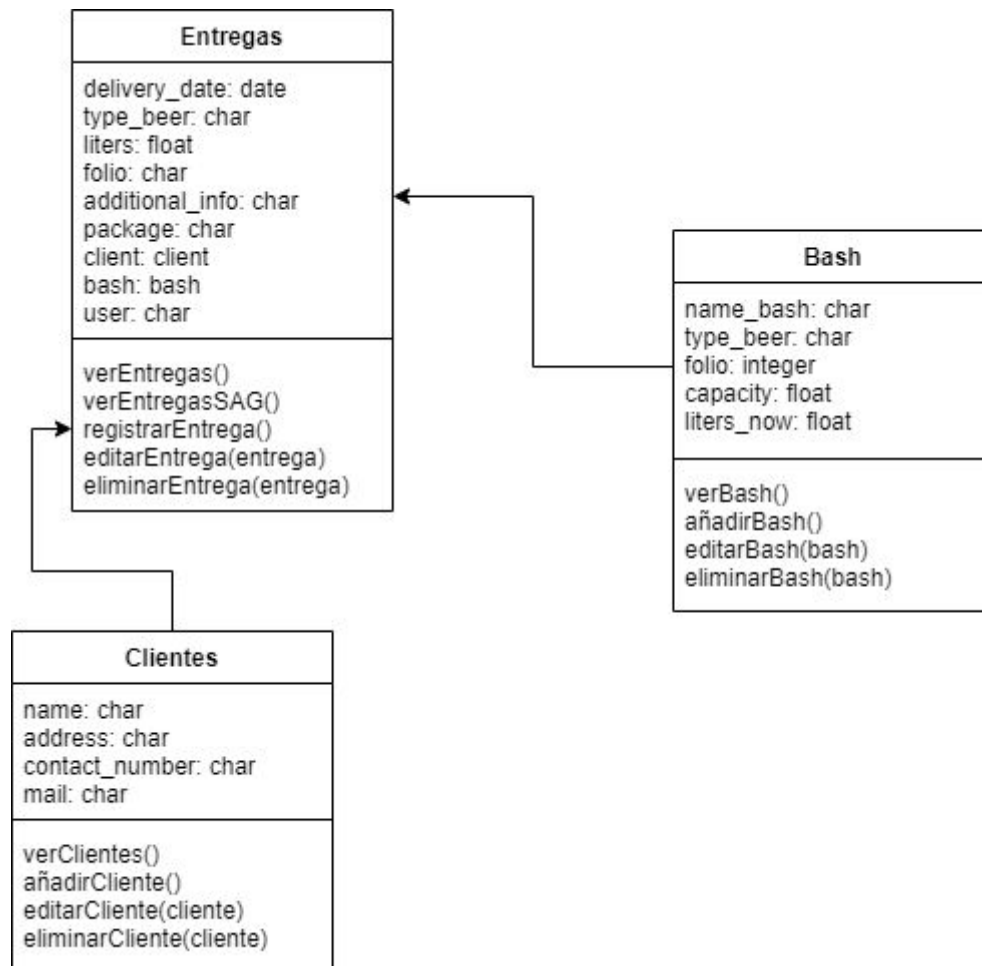 Entregas
delivery_date: date
type_beer: char
liters: float
folio: char
additional_info: char
package: char
client: client
bash: bash
user: char
verEntregas()
verEntregasSAG()
registrarEntrega()
editarEntrega(entrega)
eliminarEntrega(entrega)
Bash
name_bash: char
type_beer: char
folio: integer
capacity: float
liters_now: float
verBash()
añadirBash()
editarBash(bash)
eliminarBash(bash)
Clientes
name: char
address: char
contact_number: char
mail: char
verClientes()
añadirCliente()
editarCliente(cliente)
eliminarCliente(cliente)